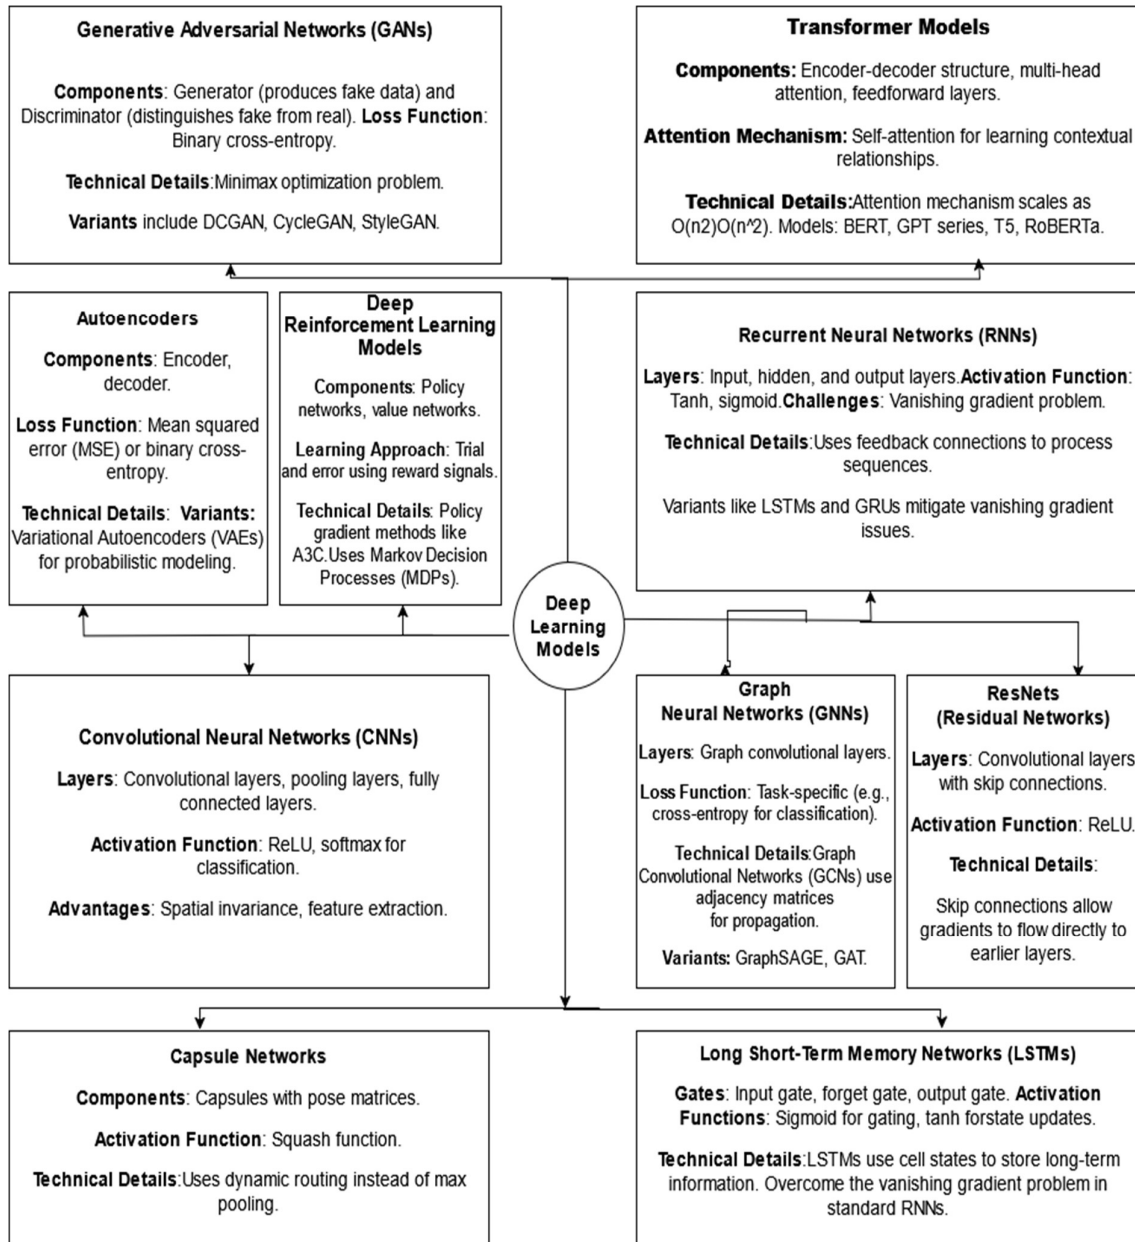 Generative Adversarial Networks (GANs)
Components: Generator (produces fake data) and
Discriminator (distinguishes fake from real). Loss Function:
Binary cross-entropy.
Technical Details:Minimax optimization problem.
Variants include DCGAN, CycleGAN, StyleGAN.
Transformer Models
Components: Encoder-decoder structure, multi-head
attention, feedforward layers.
Attention Mechanism: Self-attention for learning contextual
relationships.
Technical Details:Attention mechanism scales as
O(n2)O(n^2). Models: BERT, GPT series, T5, RoBERTa.
Autoencoders
Components: Encoder,
decoder.
Loss Function: Mean squared
error (MSE) or binary cross-
entropy.
Technical Details: Variants:
Variational Autoencoders (VAEs)
for probabilistic modeling.
Deep
Reinforcement Learning
Models
Components: Policy
networks, value networks.
Learning Approach: Trial
and error using reward signals.
Technical Details: Policy
gradient methods like
A3C.Uses Markov Decision
Processes (MDPs).
Recurrent Neural Networks (RNNs)
Layers: Input, hidden, and output layers.Activation Function:
Tanh, sigmoid.Challenges: Vanishing gradient problem.
Technical Details:Uses feedback connections to process
sequences.
Variants like LSTMs and GRUs mitigate vanishing gradient
issues.
Deep
Learning
Models
Convolutional Neural Networks (CNNs)
Layers: Convolutional layers, pooling layers, fully
connected layers.
Activation Function: ReLU, softmax for
classification.
Advantages: Spatial invariance, feature extraction.
Graph
Neural Networks (GNNs)
Layers: Graph convolutional layers.
Loss Function: Task-specific (e.g.,
cross-entropy for classification).
Technical Details:Graph
Convolutional Networks (GCNs) use
adjacency matrices
for propagation.
Variants: GraphSAGE, GAT.
ResNets
(Residual Networks)
Layers: Convolutional layers
with skip connections.
Activation Function: ReLU.
Technical Details:
Skip connections allow
gradients to flow directly to
earlier layers.
Capsule Networks
Components: Capsules with pose matrices.
Activation Function: Squash function.
Technical Details:Uses dynamic routing instead of max
pooling.
Long Short-Term Memory Networks (LSTMs)
Gates: Input gate, forget gate, output gate. Activation
Functions: Sigmoid for gating, tanh forstate updates.
Technical Details:LSTMs use cell states to store long-term
information. Overcome the vanishing gradient problem in
standard RNNs.